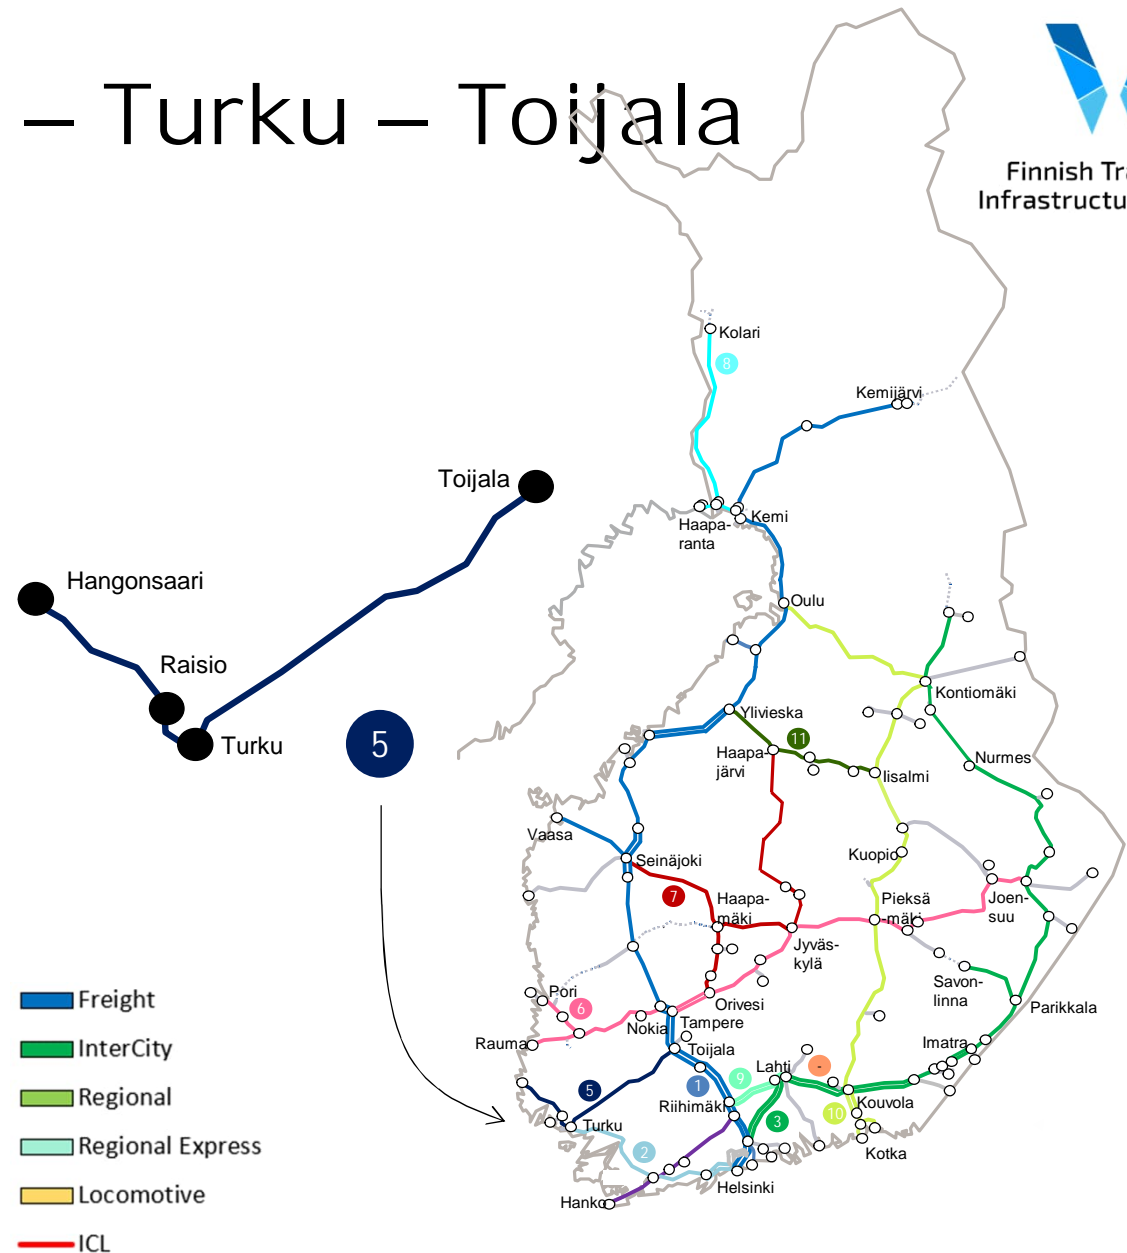 – Turku – Toijala
Finnish Tra
Infrastructu
Kolari
8
Kemijärvi
Haapa-
ranta
Kemi
Toijala
Hangonsaari
Raisio
Turku
5
Oulu
Kontiomäki
Ylivieska
11
Haapa-
järvi
Iisalmi
Nurmes
Vaasa
Seinäjoki
Kuopio
7
Haapa-
mäki
Pieksä
-mäki
Joen-
suu
Jyväs-
kylä
Savon-
linna
Parikkala
Pori
6
Orivesi
Nokia
Tampere
Rauma
Toijala
Imatra
Lahti
-
9
5
1
Riihimäki
Kouvola
3
10
Turku
Kotka
2
Helsinki
Hanko
Freight
InterCity
Regional
Regional Express
Locomotive
ICL